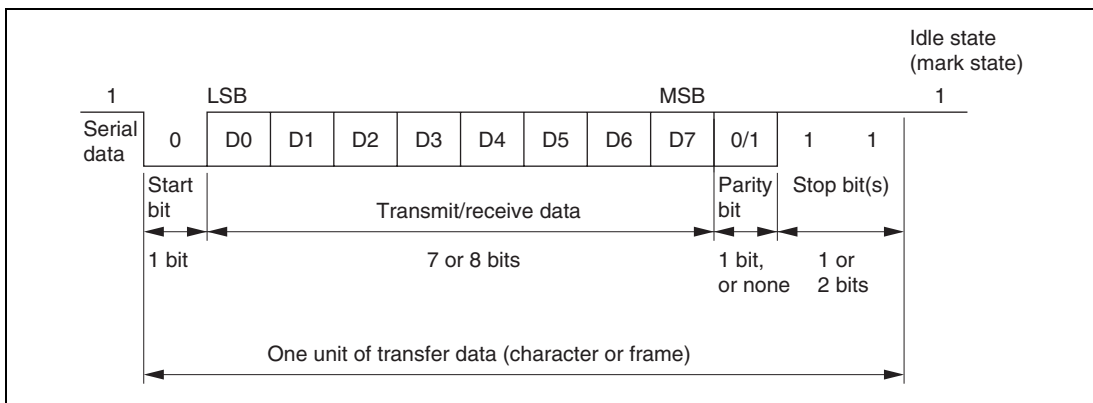 Idle state
(mark state)
1 LSB MSB 1
Serial
data
0 D0 D1 D2 D3 D4 D5 D6 D7 0/1 1 1
Start
bit
Transmit/receive data
Parity
bit
Stop bit(s)
1 bit
7 or 8 bits
1 bit,
or none
1 or
2 bits
One unit of transfer data (character or frame)